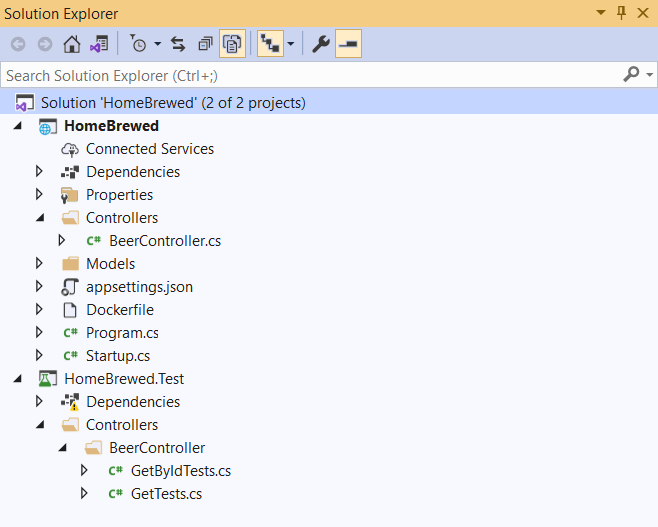 Solution Explorer
Search Solution Explorer (Ctrl+;)
Solution 'HomeBrewed' (2 of 2 projects)
HomeBrewed
Connected Services
Dependencies
Properties
Controllers
C# BeerController.cs
Models
appsettings.json
Dockerfile
C# Program.cs
C# Startup.cs
HomeBrewed.Test
Dependencies
Controllers
BeerController
C# GetByIdTests.cs
C# GetTests.cs